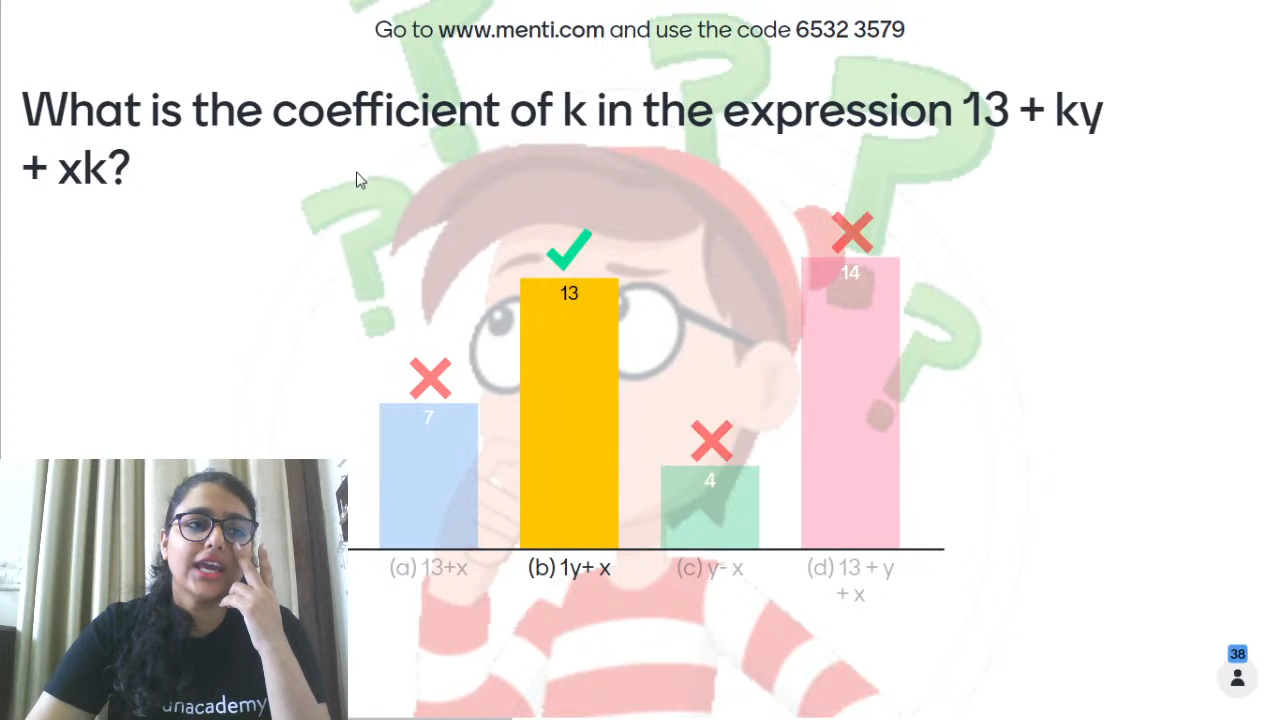 Go to www.menti.com and use the code 6532 3579
What is the coefficient of k in the expression 13 + ky
+ xk?
7
13
4
14
(a) 13+x
(b) 1y+ x
(c) y- x
(d) 13 + y
+ x
38
unacademy